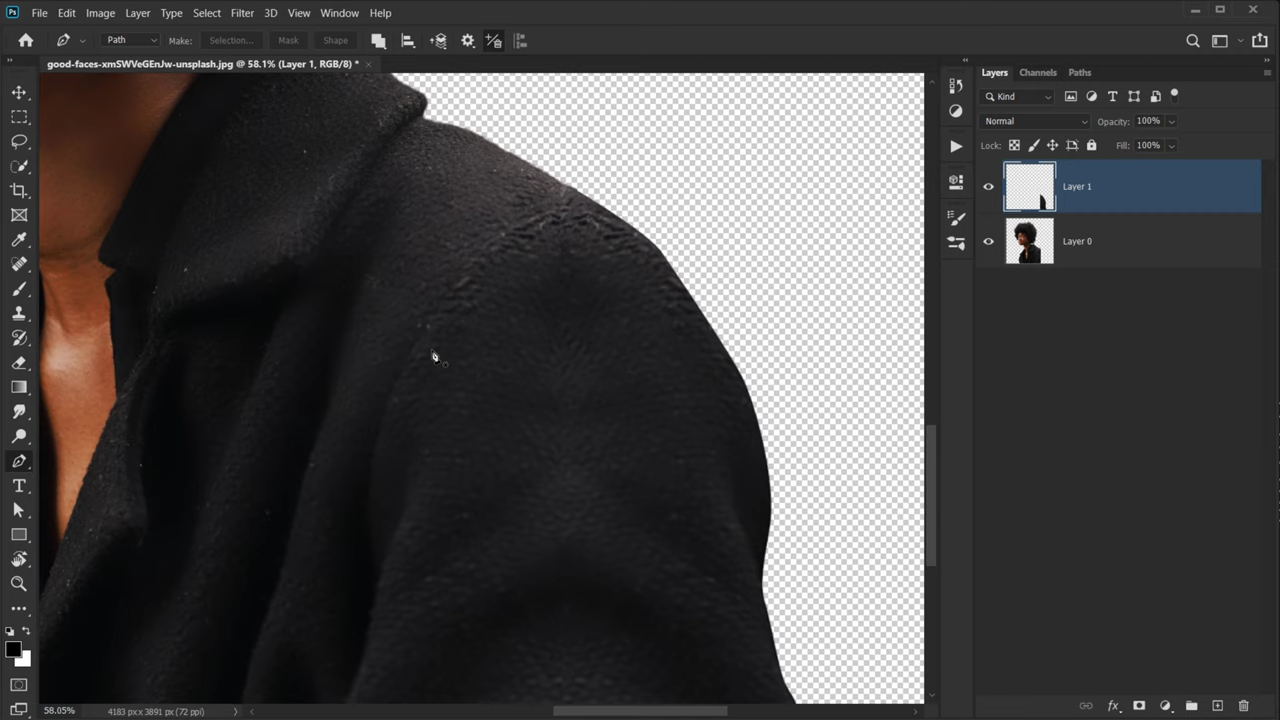 Ps File Edit Image Layer Type Select Filter 3D View Window Help
Path Make: Selection... Mask Shape
good-faces-xmSWVeGEnJw-unsplash.jpg @ 58.1% (Layer 1, RGB/8) *
Layers Channels Paths
Kind
Normal Opacity: 100%
Lock: Fill: 100%
Layer 1
Layer 0
58.05% 4183 px x 3891 px (72 ppi)